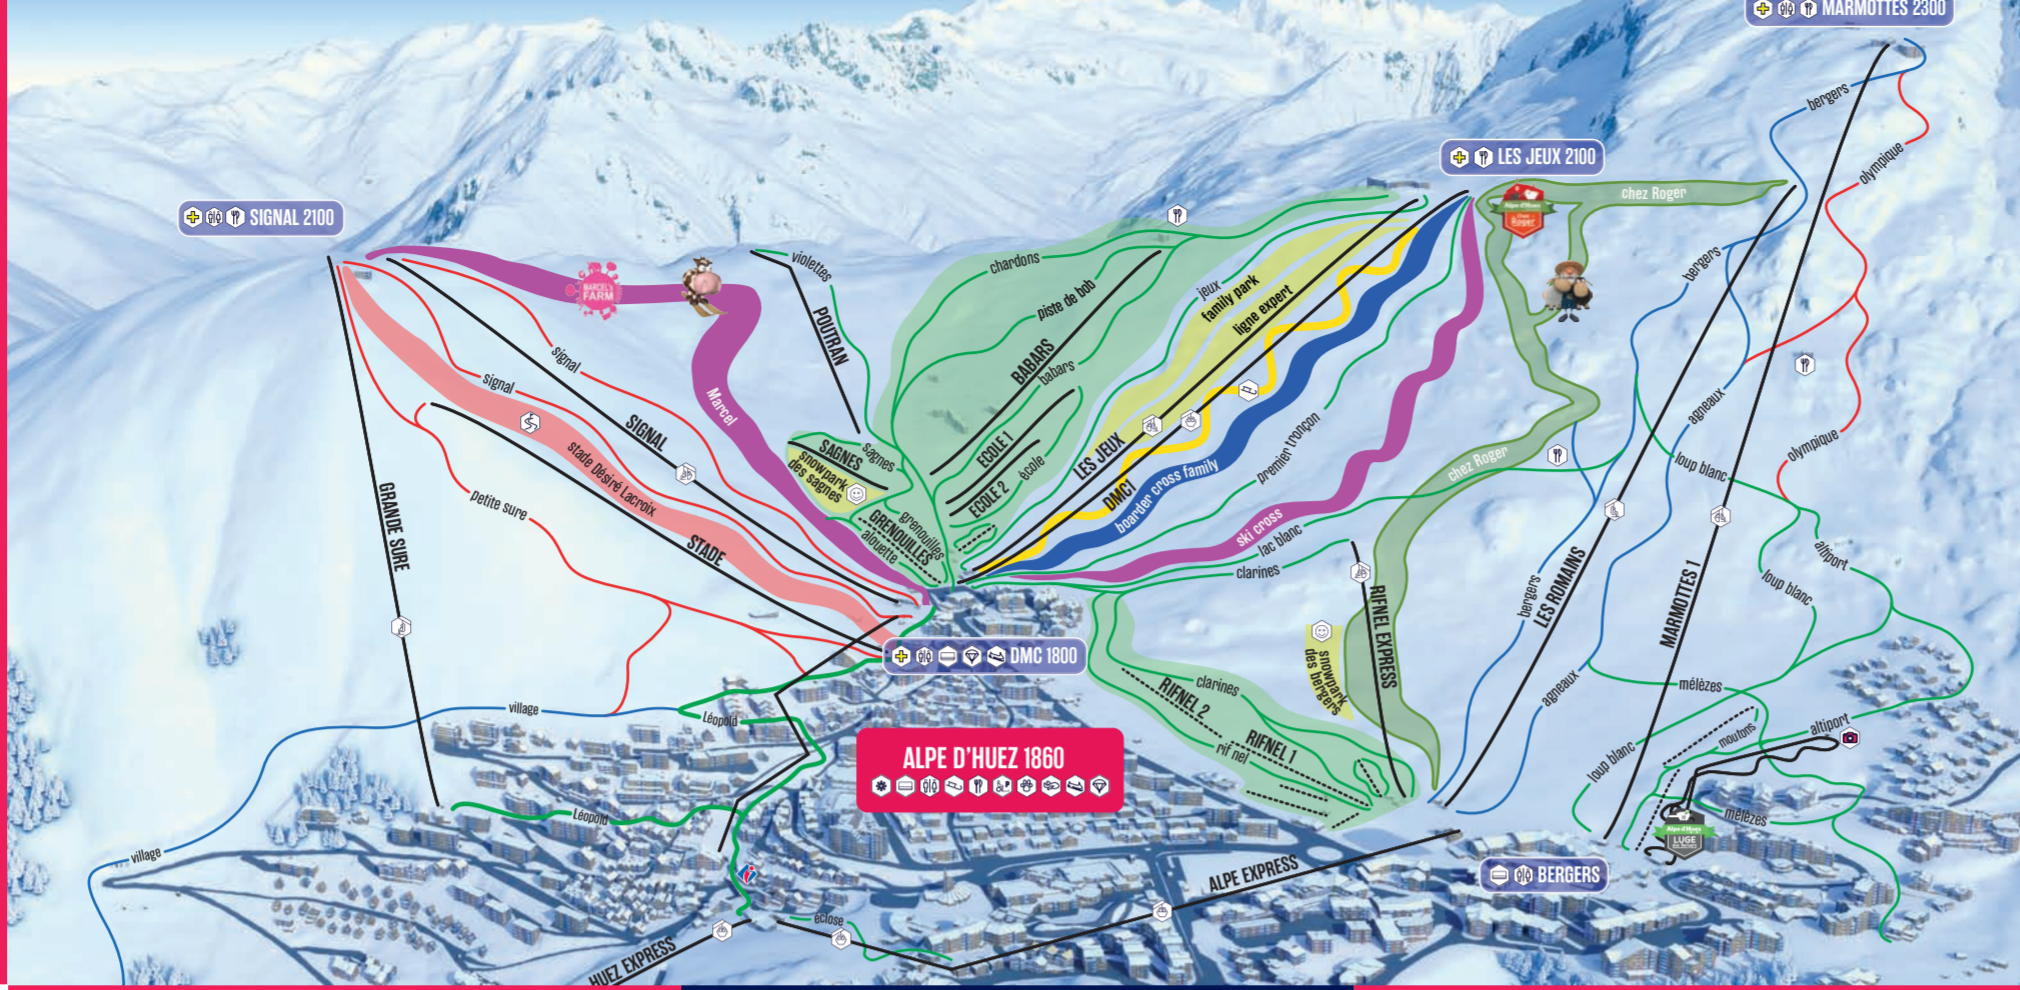 MARMOTTES 2300
bergers
olympique
LES JEUX 2100
chez Roger
Alpe d'Huez
Chez
Roger
SIGNAL 2100
MARCEL'S
FARM
violettes
POUTRAN
chardons
piste de bob
BABARS
babars
jeux
family park
ligne expert
bergers
signal
signal
SIGNAL
Marcel
stade Désiré Lacroix
STADE
petite sure
GRANDE SURE
SAGNES
sagnes
snowpark
des sagnes
GRENOUILLES
grenouilles
alouette
ECOLE 1
école
ECOLE 2
LES JEUX
DMC1
boarder cross family
premier tronçon
ski cross
lac blanc
clarines
chez Roger
agneaux
loup blanc
olympique
altiport
loup blanc
bergers
LES ROMAINS
MARMOTTES 1
RIFNEL EXPRESS
snowpark
des bergers
DMC 1800
clarines
RIFNEL 2
RIFNEL 1
rif nel
agneaux
mélèzes
moutons
altiport
loup blanc
mélèzes
Alpe d'Huez
LUGE
village
Léopold
ALPE D'HUEZ 1860
Léopold
village
BERGERS
ALPE EXPRESS
éclose
HUEZ EXPRESS